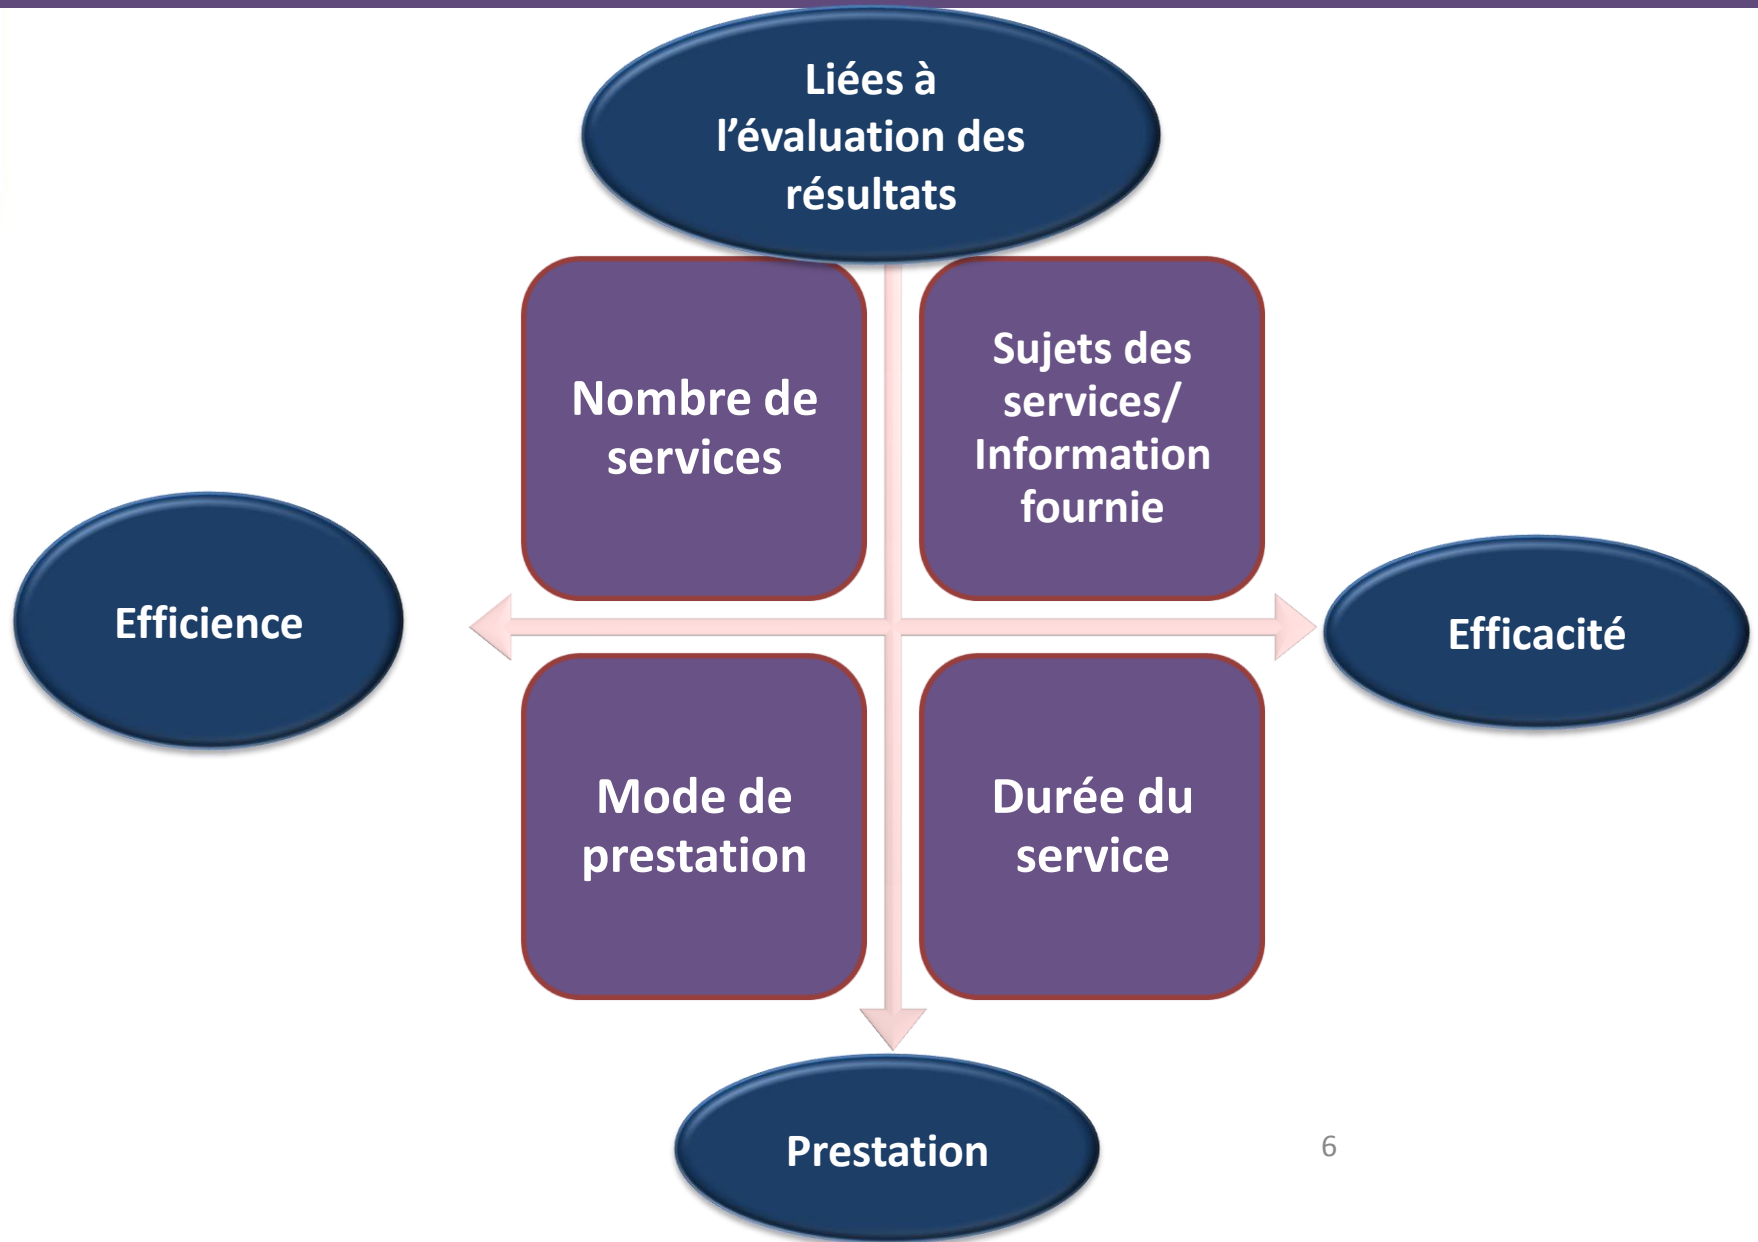 Liées à
l’évaluation des
résultats
Nombre de
services
Sujets des
services/
Information
fournie
Efficience
Efficacité
Mode de
prestation
Durée du
service
Prestation
6